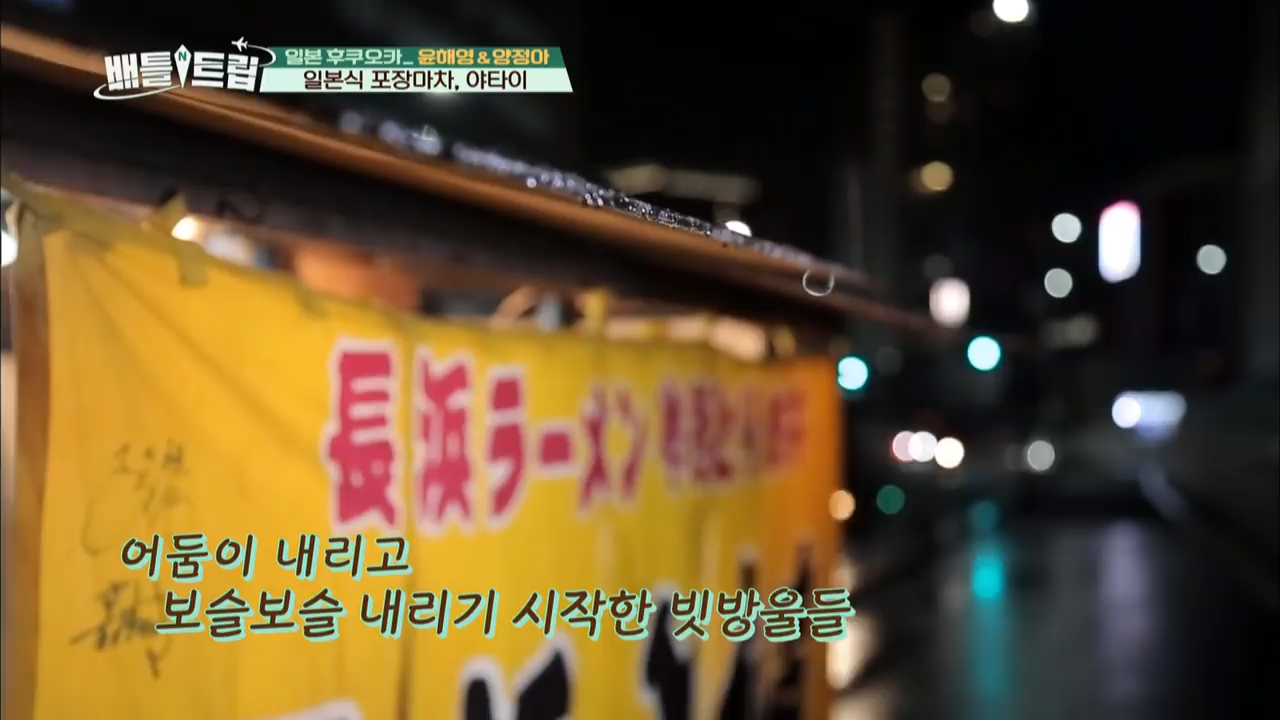 배틀트립
일본 후쿠오카_ 윤해영&양정아
일본식 포장마차, 야타이
長浜ラーメン
어둠이 내리고
보슬보슬 내리기 시작한 빗방울들